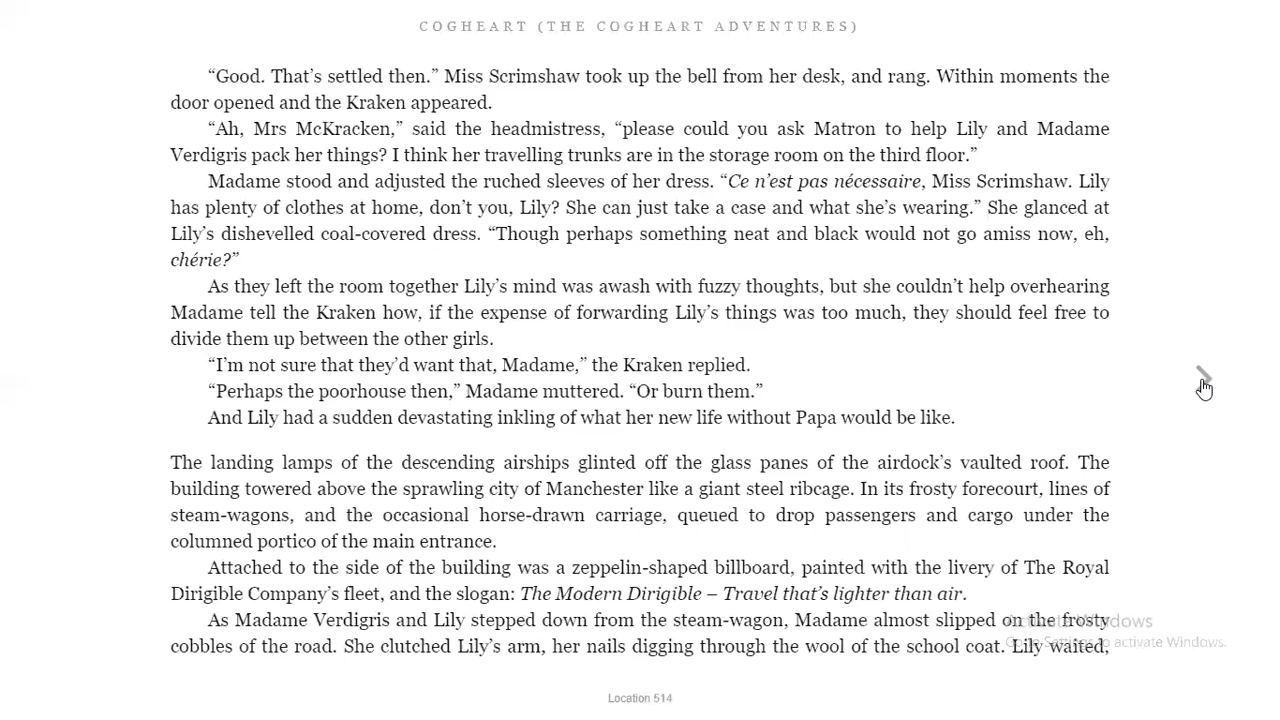 COGHEART (THE COGHEART ADVENTURES)
“Good. That’s settled then.” Miss Scrimshaw took up the bell from her desk, and rang. Within moments the
door opened and the Kraken appeared.
“Ah, Mrs McKracken,” said the headmistress, “please could you ask Matron to help Lily and Madame
Verdigris pack her things? I think her travelling trunks are in the storage room on the third floor.”
Madame stood and adjusted the ruched sleeves of her dress. “Ce n’est pas nécessaire, Miss Scrimshaw. Lily
has plenty of clothes at home, don’t you, Lily? She can just take a case and what she’s wearing.” She glanced at
Lily’s dishevelled coal-covered dress. “Though perhaps something neat and black would not go amiss now, eh,
chérie?”
As they left the room together Lily’s mind was awash with fuzzy thoughts, but she couldn’t help overhearing
Madame tell the Kraken how, if the expense of forwarding Lily’s things was too much, they should feel free to
divide them up between the other girls.
“I’m not sure that they’d want that, Madame,” the Kraken replied.
“Perhaps the poorhouse then,” Madame muttered. “Or burn them.”
And Lily had a sudden devastating inkling of what her new life without Papa would be like.
The landing lamps of the descending airships glinted off the glass panes of the airdock’s vaulted roof. The
building towered above the sprawling city of Manchester like a giant steel ribcage. In its frosty forecourt, lines of
steam-wagons, and the occasional horse-drawn carriage, queued to drop passengers and cargo under the
columned portico of the main entrance.
Attached to the side of the building was a zeppelin-shaped billboard, painted with the livery of The Royal
Dirigible Company’s fleet, and the slogan: The Modern Dirigible – Travel that’s lighter than air.
As Madame Verdigris and Lily stepped down from the steam-wagon, Madame almost slipped on the frosty
cobbles of the road. She clutched Lily’s arm, her nails digging through the wool of the school coat. Lily waited,
Activate Windows
Go to Settings to activate Windows.
Location 514